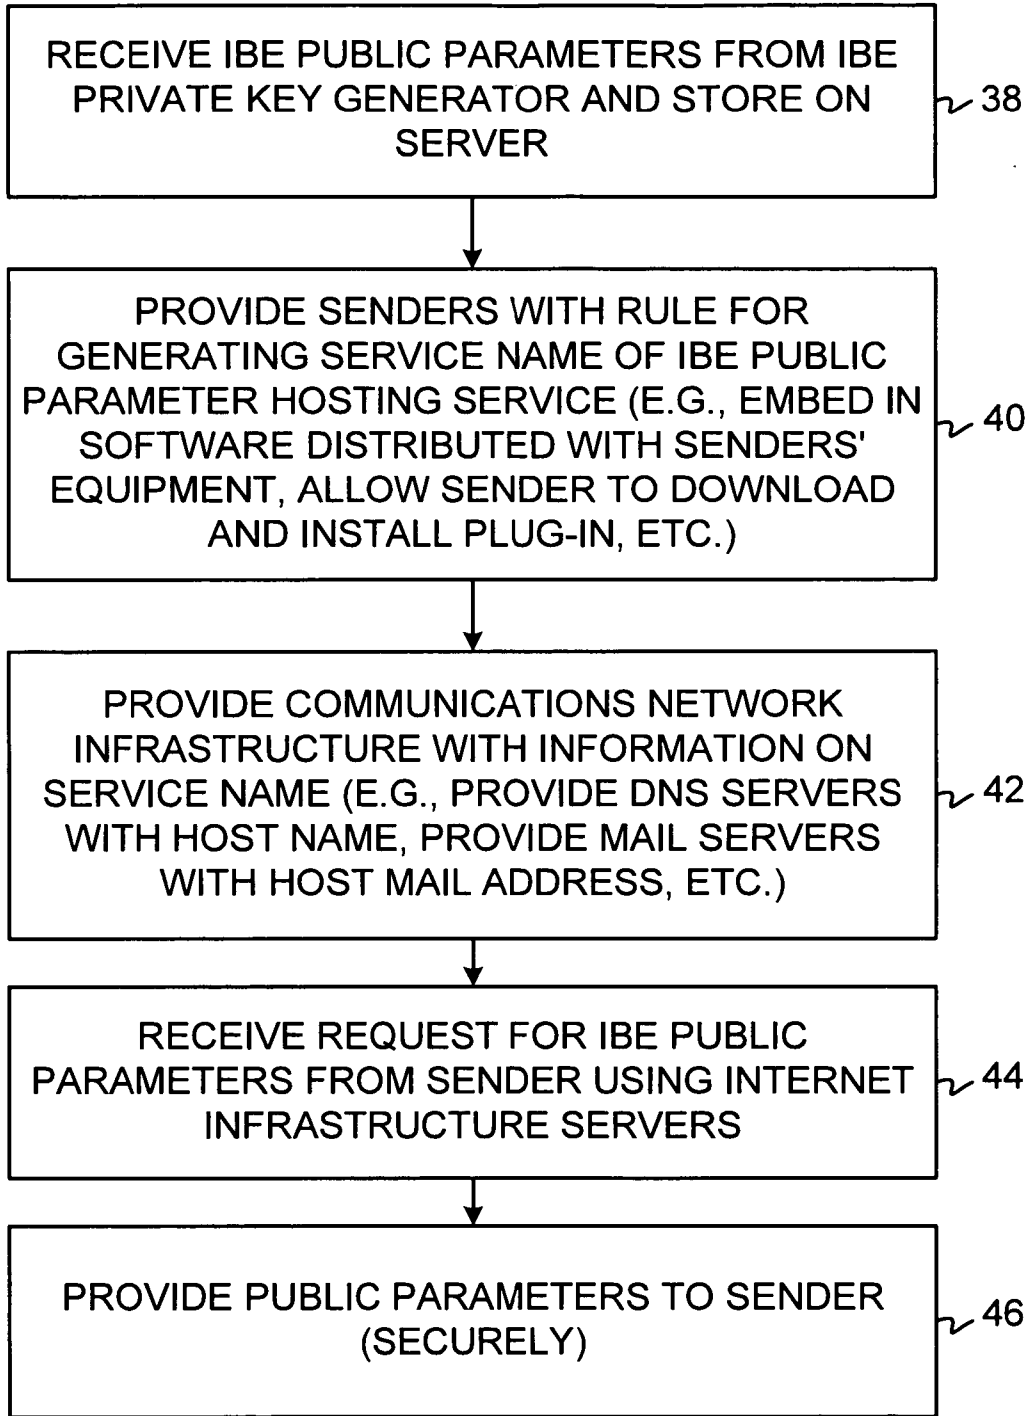 RECEIVE IBE PUBLIC PARAMETERS FROM IBE
PRIVATE KEY GENERATOR AND STORE ON
SERVER
38
PROVIDE SENDERS WITH RULE FOR
GENERATING SERVICE NAME OF IBE PUBLIC
PARAMETER HOSTING SERVICE (E.G., EMBED IN
SOFTWARE DISTRIBUTED WITH SENDERS'
EQUIPMENT, ALLOW SENDER TO DOWNLOAD
AND INSTALL PLUG-IN, ETC.)
40
PROVIDE COMMUNICATIONS NETWORK
INFRASTRUCTURE WITH INFORMATION ON
SERVICE NAME (E.G., PROVIDE DNS SERVERS
WITH HOST NAME, PROVIDE MAIL SERVERS
WITH HOST MAIL ADDRESS, ETC.)
42
RECEIVE REQUEST FOR IBE PUBLIC
PARAMETERS FROM SENDER USING INTERNET
INFRASTRUCTURE SERVERS
44
PROVIDE PUBLIC PARAMETERS TO SENDER
(SECURELY)
46